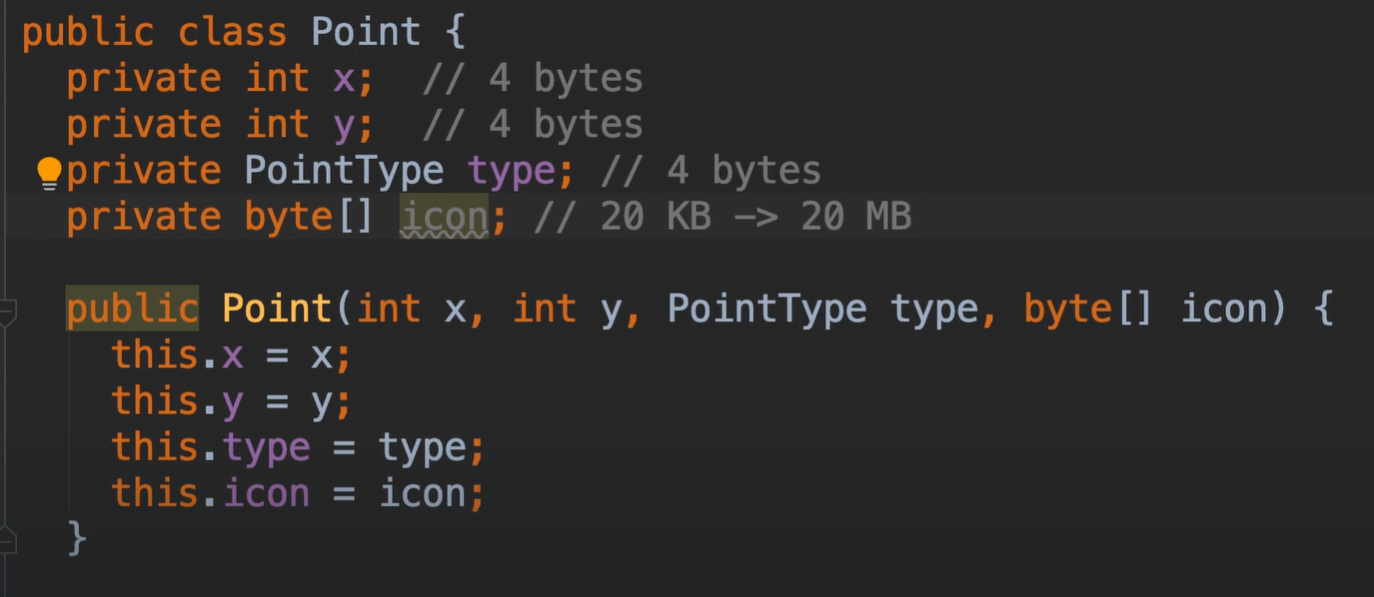 public class Point {
private int x; // 4 bytes
private int y; // 4 bytes
private PointType type; // 4 bytes
private byte[] icon; // 20 KB -> 20 MB
public Point(int x, int y, PointType type, byte[] icon) {
this.x = x;
this.y = y;
this.type = type;
this.icon = icon;
}